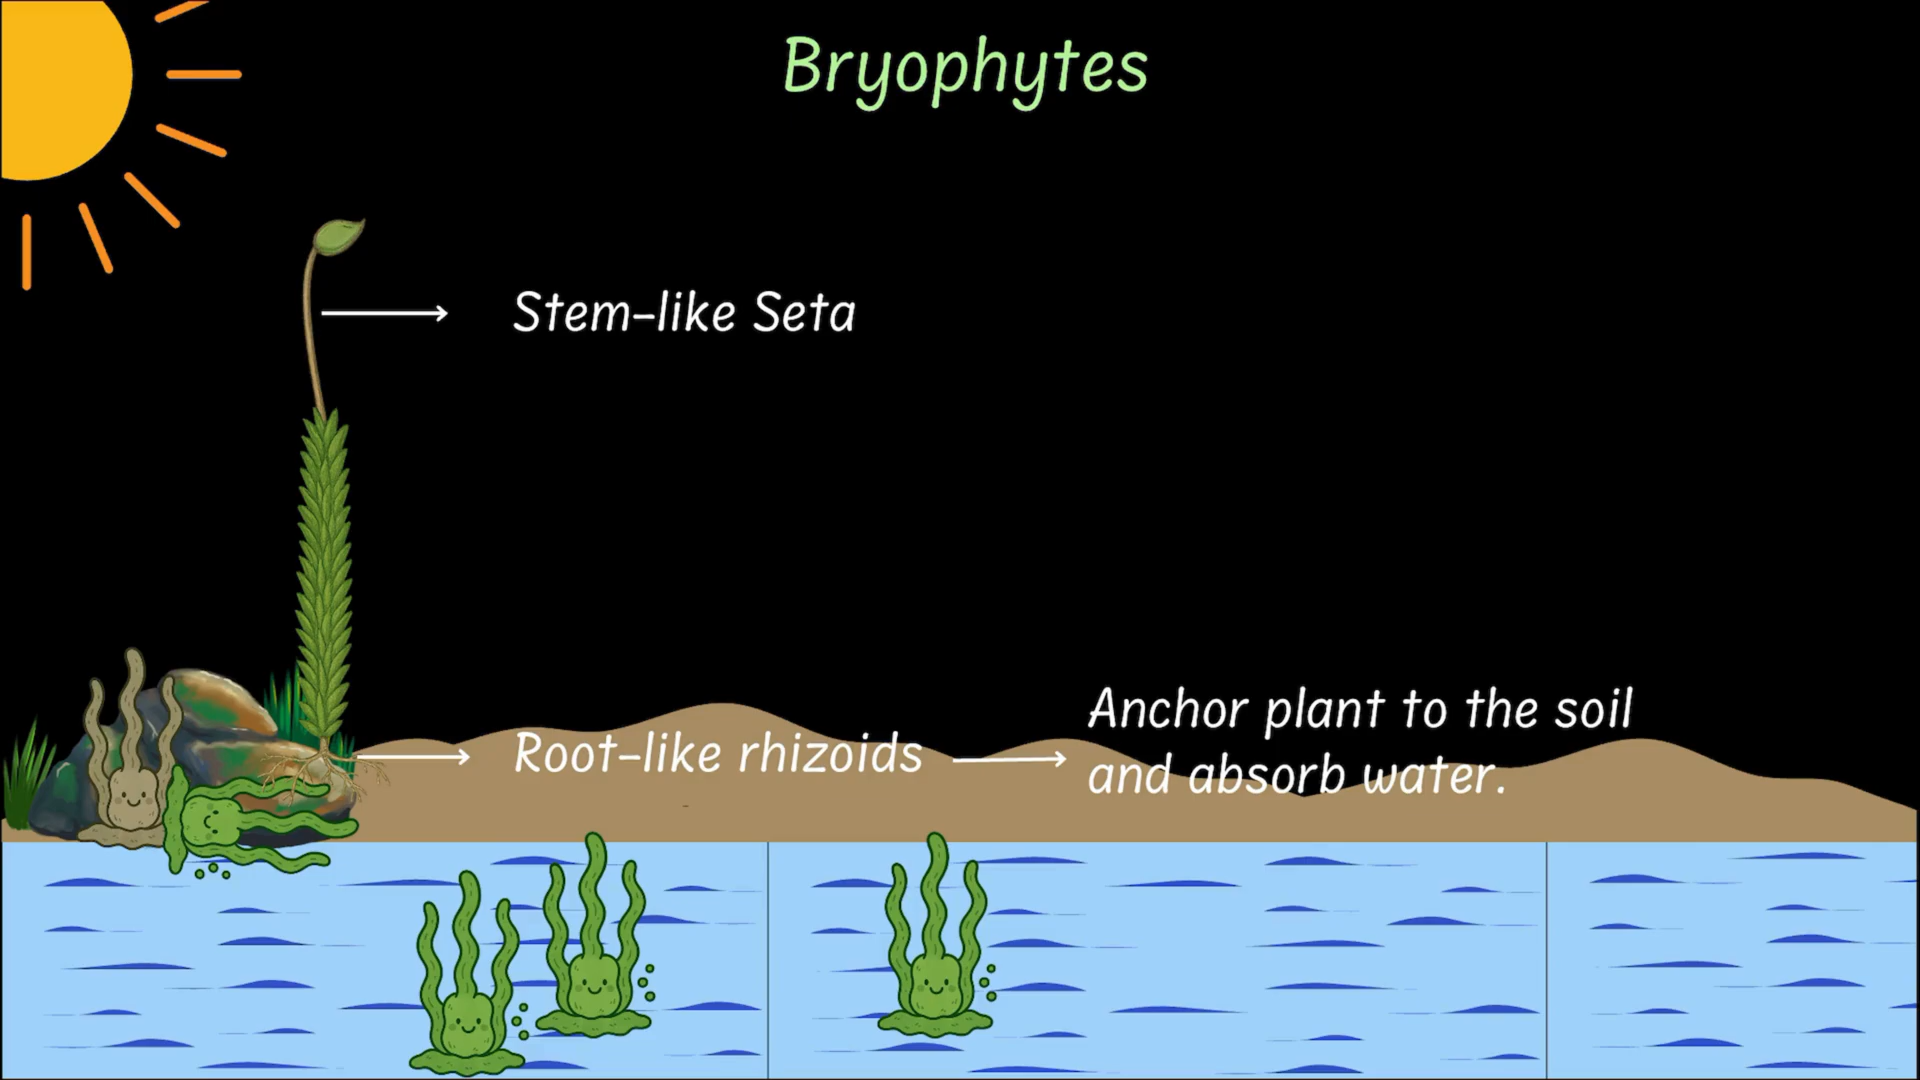 Bryophytes
Stem-like Seta
Root-like rhizoids
Anchor plant to the soil
and absorb water.